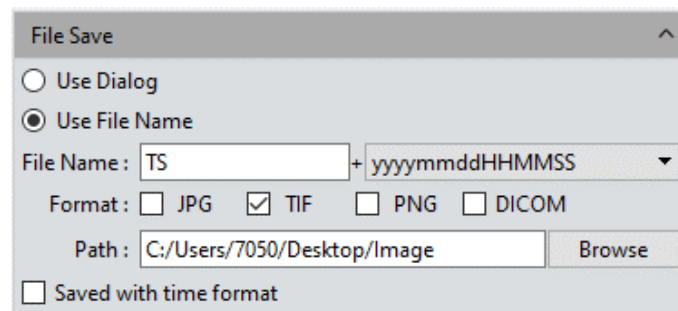 File Save
Use Dialog
Use File Name
File Name : TS + yyyymmddHHMMSS
Format : JPG TIF PNG DICOM
Path : C:/Users/7050/Desktop/Image Browse
Saved with time format